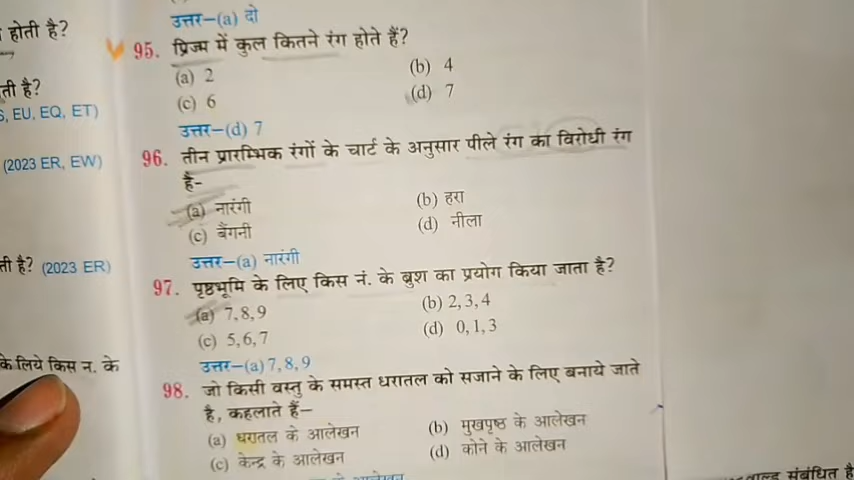 होती है?
ती है?
EU, EQ, ET)
(2023 ER, EW)
ती है? (2023 ER)
के लिये किस न. के
उत्तर–(a) दो
95. प्रिज्म में कुल कितने रंग होते हैं?
(a) 2 (b) 4
(c) 6 (d) 7
उत्तर–(d) 7
96. तीन प्रारम्भिक रंगों के चार्ट के अनुसार पीले रंग का विरोधी रंग
है–
(a) नारंगी (b) हरा
(c) बैंगनी (d) नीला
उत्तर–(a) नारंगी
97. पृष्ठभूमि के लिए किस नं. के ब्रुश का प्रयोग किया जाता है?
(a) 7,8,9 (b) 2,3,4
(c) 5,6,7 (d) 0,1,3
उत्तर–(a) 7,8,9
98. जो किसी वस्तु के समस्त धरातल को सजाने के लिए बनाये जाते
है, कहलाते हैं–
(a) धरातल के आलेखन (b) मुखपृष्ठ के आलेखन
(c) केन्द्र के आलेखन (d) कोने के आलेखन
संबंधित है